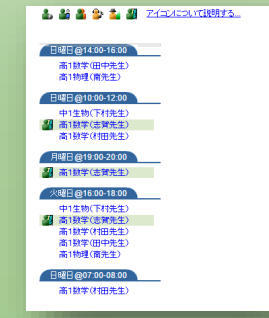 アイコンについて説明する...
日曜日@14:00-16:00
高1数学(田中先生)
高1物理(南先生)
日曜日@10:00-12:00
中1生物(下村先生)
高1数学(志賀先生)
高1数学(村田先生)
月曜日@19:00-20:00
高1数学(志賀先生)
火曜日@16:00-18:00
中1生物(下村先生)
高1数学(志賀先生)
高1数学(村田先生)
高1数学(田中先生)
高1物理(南先生)
日曜日@07:00-08:00
高1数学(村田先生)